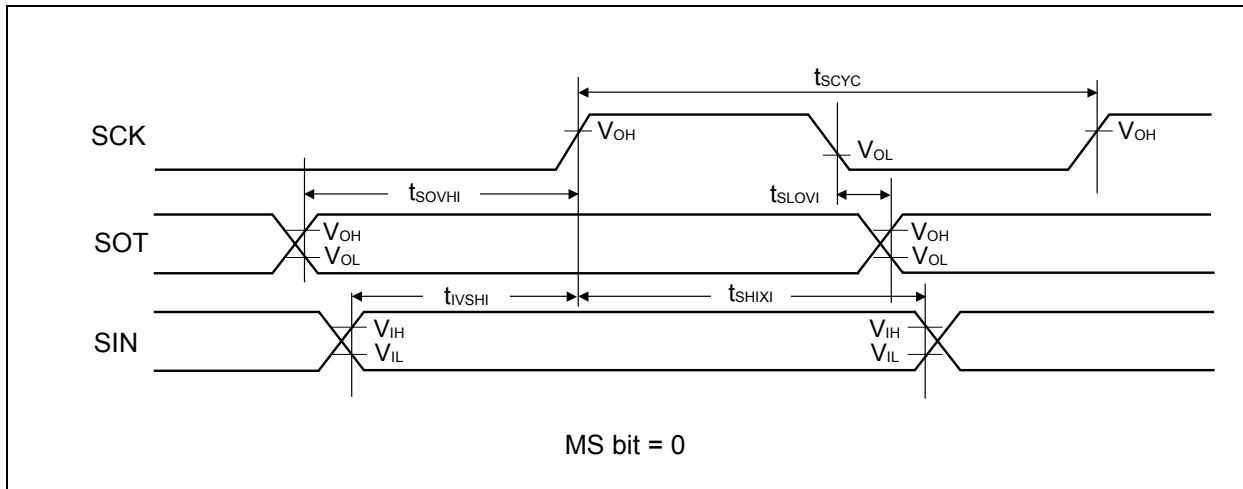 tSCYC
SCK
VOH
VOL
VOH
tSOVHI
tSLOVI
SOT
VOH
VOL
VOH
VOL
tIVSHI
tSHIXI
SIN
VIH
VIL
VIH
VIL
MS bit = 0